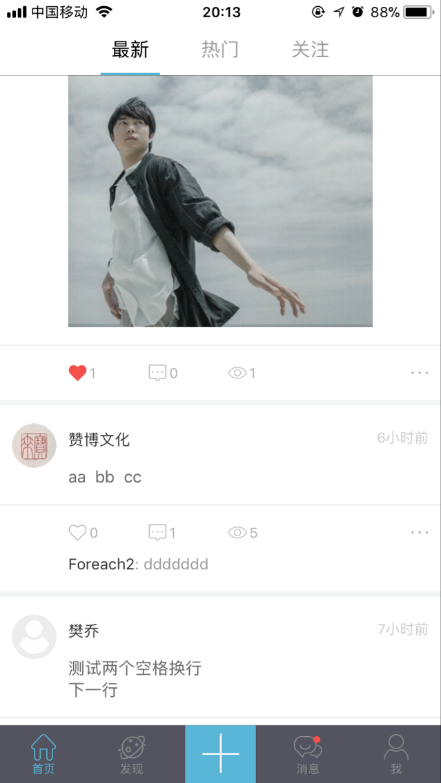 中国移动 20:13 88%
最新 热门 关注
1 0 1
赞博文化 6小时前
aa bb cc
0 1 5
Foreach2: ddddddd
樊乔 7小时前
测试两个空格换行
下一行
首页 发现 消息 我